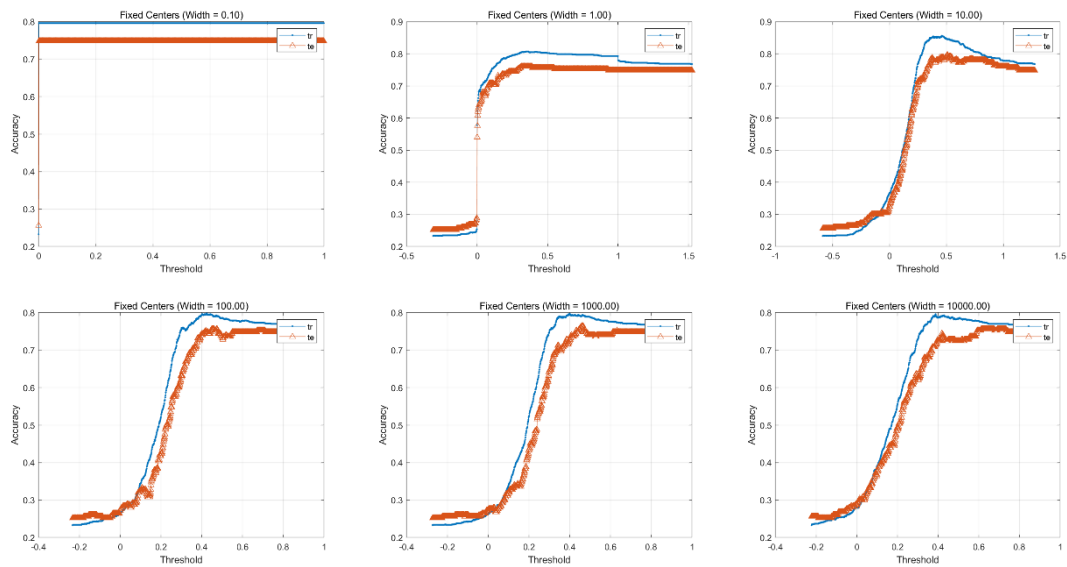 Fixed Centers (Width = 0.10)
0.8
0.7
0.6
0.5
0.4
0.3
0.2
Accuracy
0
0.2
0.4
0.6
0.8
1
Threshold
tr
te
Fixed Centers (Width = 1.00)
0.9
0.8
0.7
0.6
0.5
0.4
0.3
0.2
Accuracy
-0.5
0
0.5
1
1.5
Threshold
tr
te
Fixed Centers (Width = 10.00)
0.9
0.8
0.7
0.6
0.5
0.4
0.3
0.2
Accuracy
-1
-0.5
0
0.5
1
1.5
Threshold
tr
te
Fixed Centers (Width = 100.00)
0.8
0.7
0.6
0.5
0.4
0.3
0.2
Accuracy
-0.4
-0.2
0
0.2
0.4
0.6
0.8
1
Threshold
tr
te
Fixed Centers (Width = 1000.00)
0.8
0.7
0.6
0.5
0.4
0.3
0.2
Accuracy
-0.4
-0.2
0
0.2
0.4
0.6
0.8
1
Threshold
tr
te
Fixed Centers (Width = 10000.00)
0.8
0.7
0.6
0.5
0.4
0.3
0.2
Accuracy
-0.4
-0.2
0
0.2
0.4
0.6
0.8
1
Threshold
tr
te